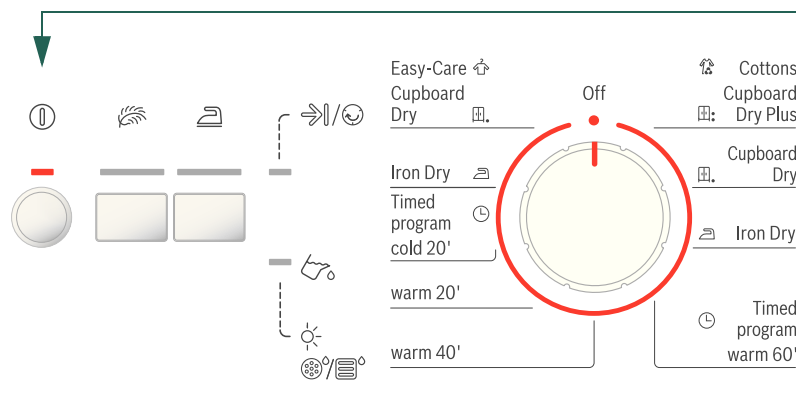 Easy-Care
Cupboard
Dry
Iron Dry
Timed
program
cold 20'
warm 20'
warm 40'
Off
Cottons
Cupboard
Dry Plus
Cupboard
Dry
Iron Dry
Timed
program
warm 60'